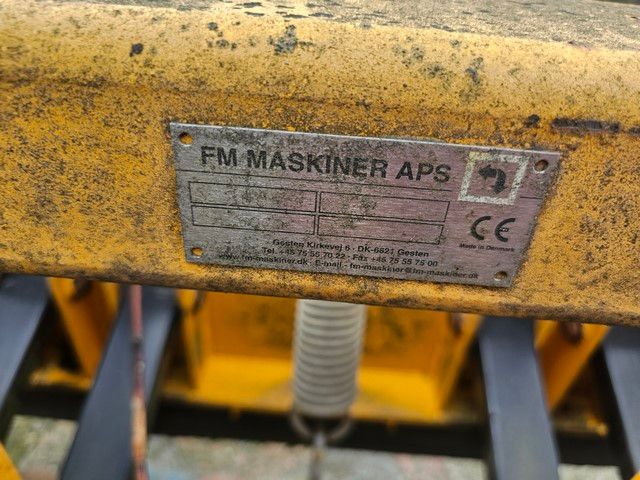 FM MASKINER APS
CE
Made in Denmark
Gesten Kirkevej 6 - DK-6621 Gesten
Tel. +45 75 55 70 22 - Fax +45 75 55 75 00
www.fm-maskiner.dk - E-mail - fm-maskiner@fm-maskiner.dk